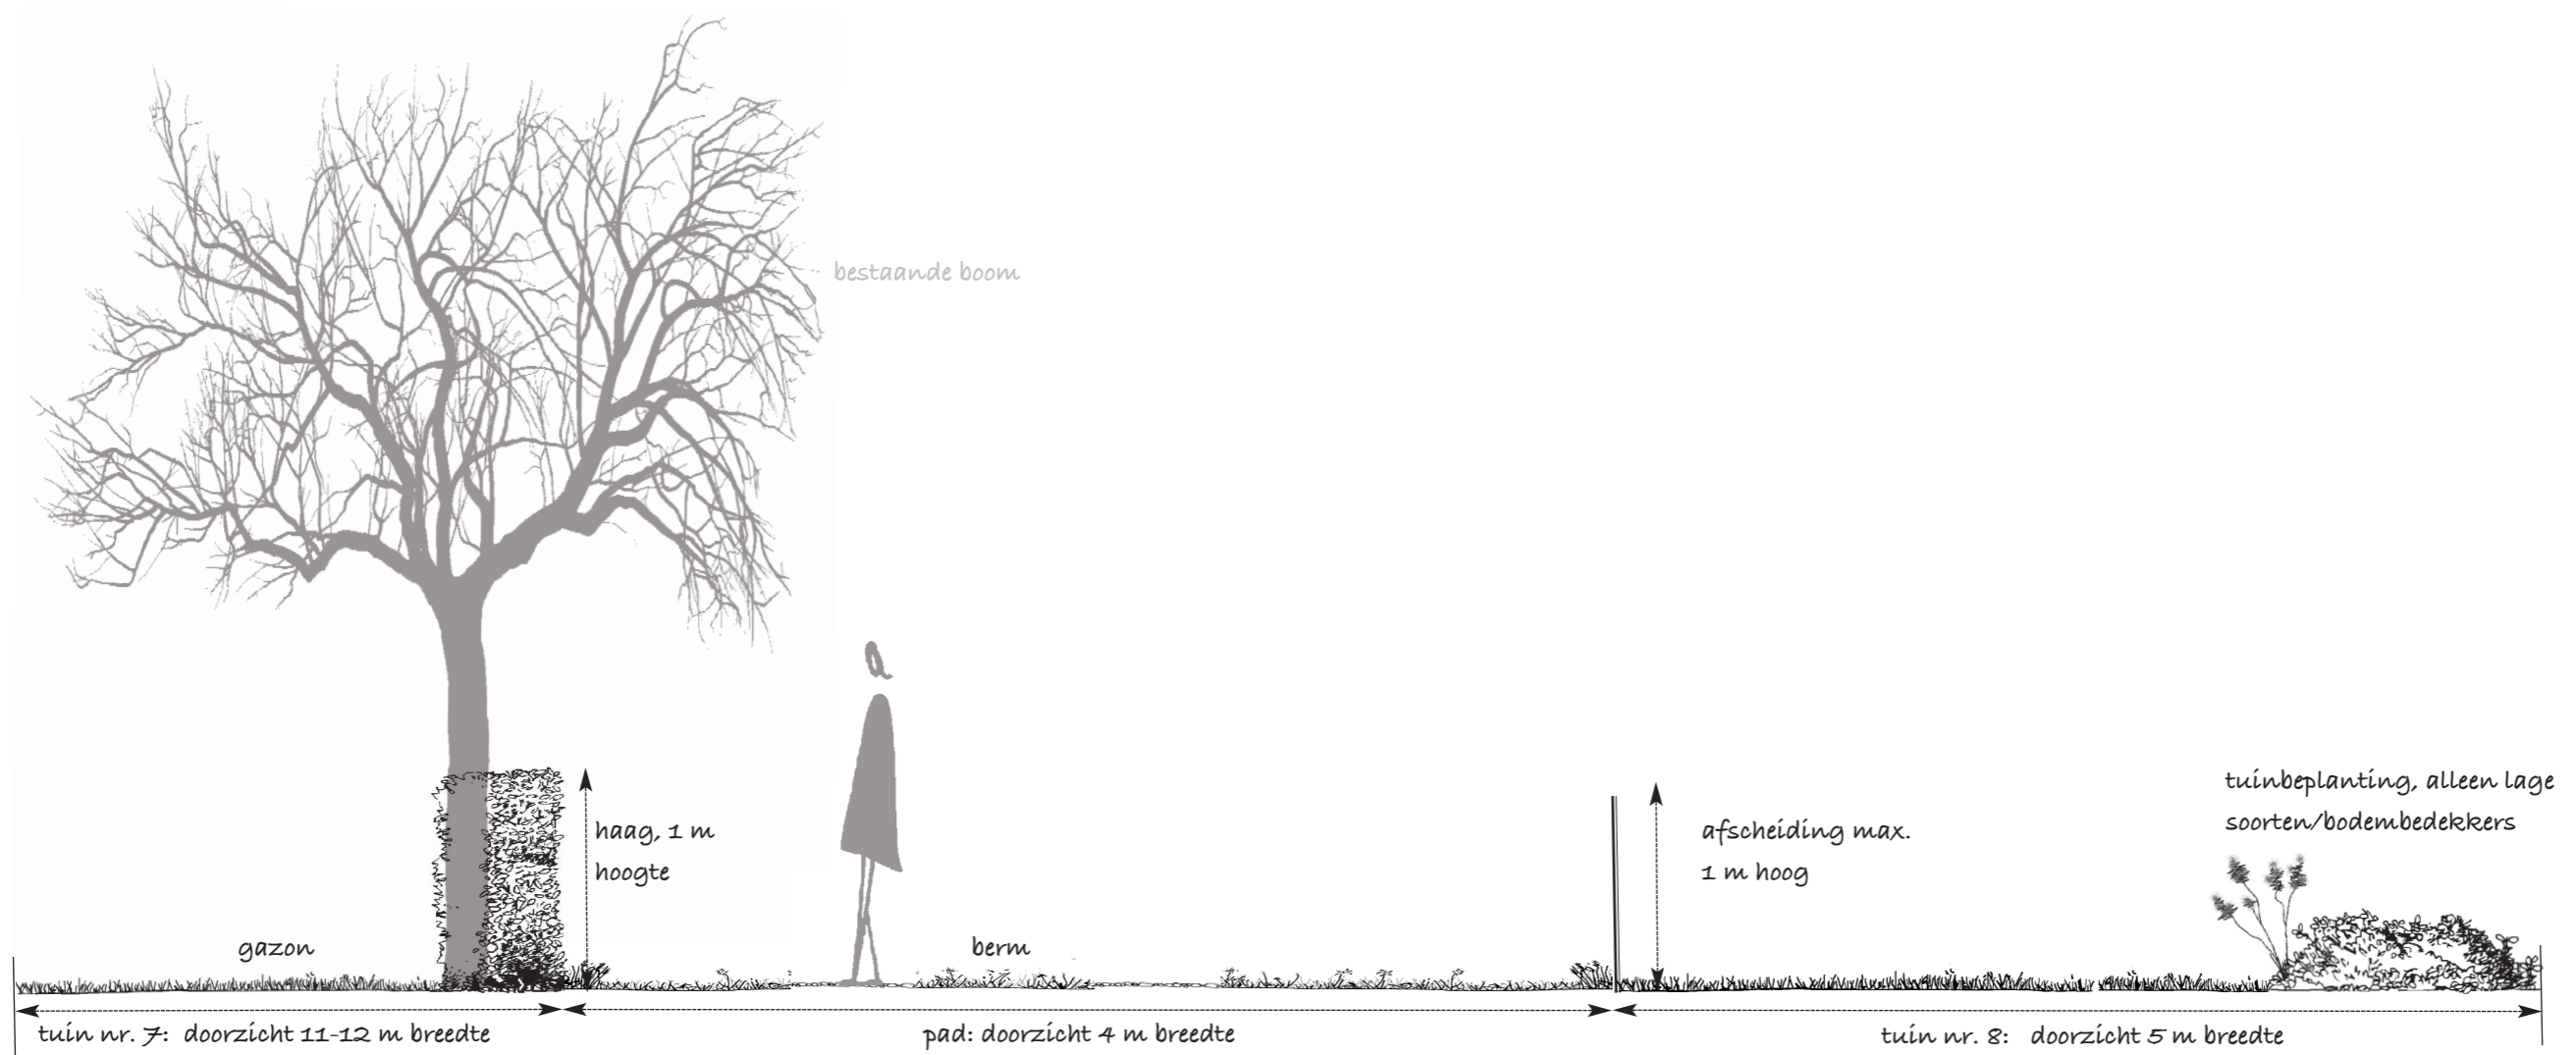 bestaande boom
tuinbeplanting, alleen lage
soorten/bodembedekkers
haag, 1 m
hoogte
afscheiding max.
1 m hoog
gazon
berm
tuin nr. 7: doorzicht 11-12 m breedte
pad: doorzicht 4 m breedte
tuin nr. 8: doorzicht 5 m breedte